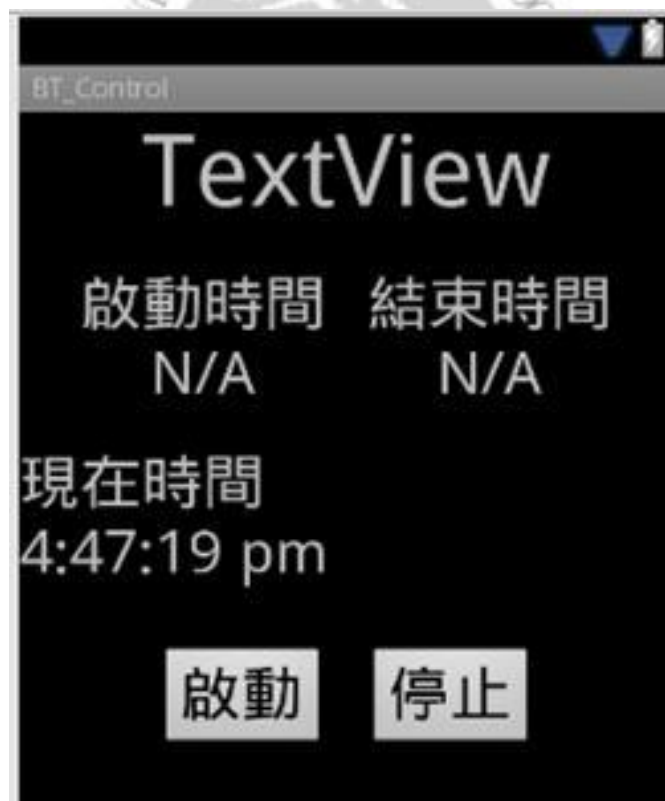 BT_Control
TextView
啟動時間 結束時間
N/A N/A
現在時間
4:47:19 pm
啟動 停止